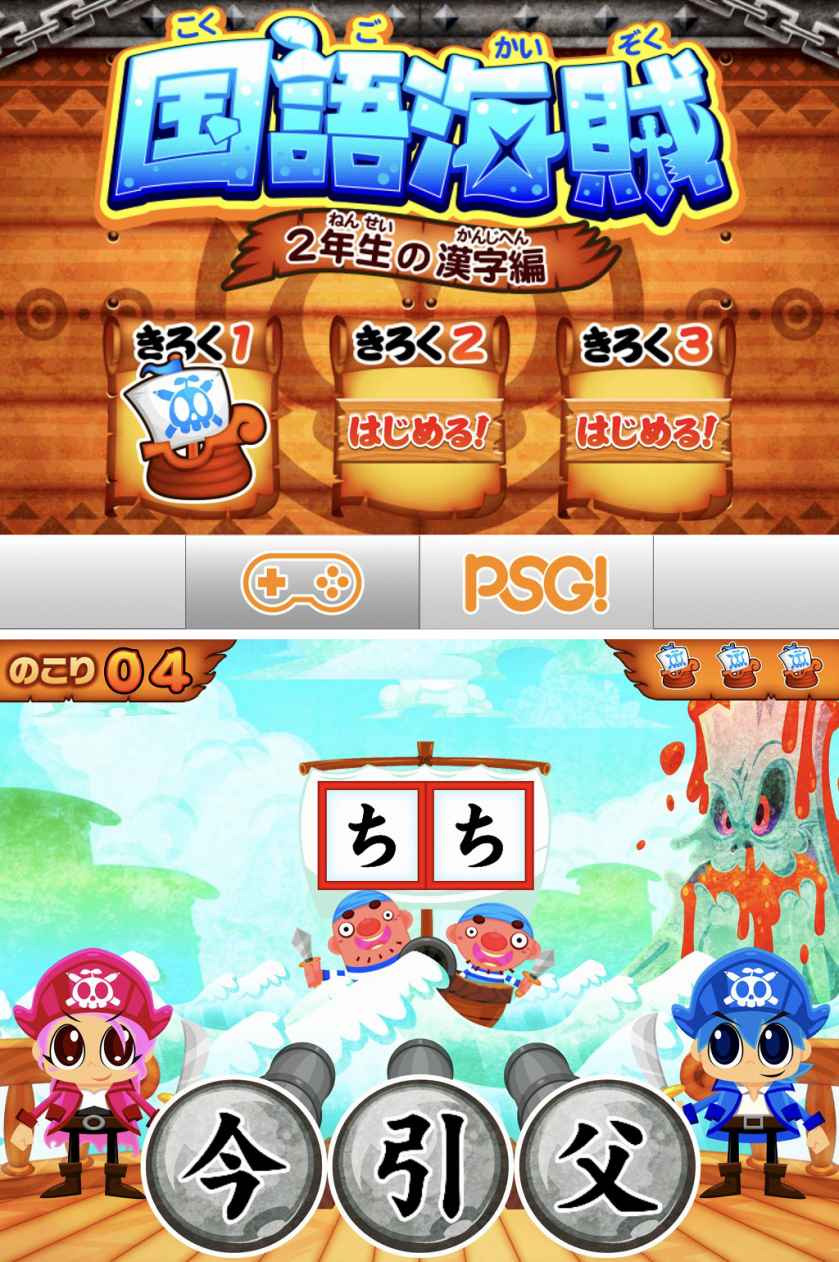 こく ご かい ぞく
国語海賊
ねん せい かんじへん
2年生の漢字編
きろく1 きろく2 きろく3
はじめる! はじめる!
PSG!
のこり04
ちち
今 引 父